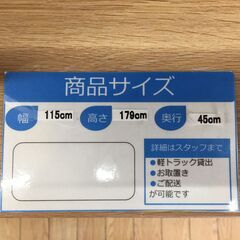 商品サイズ
幅 115cm 高さ 179cm 奥行 45cm
詳細はスタッフまで
●軽トラック貸出
●お取置き
●ご配送
が可能です